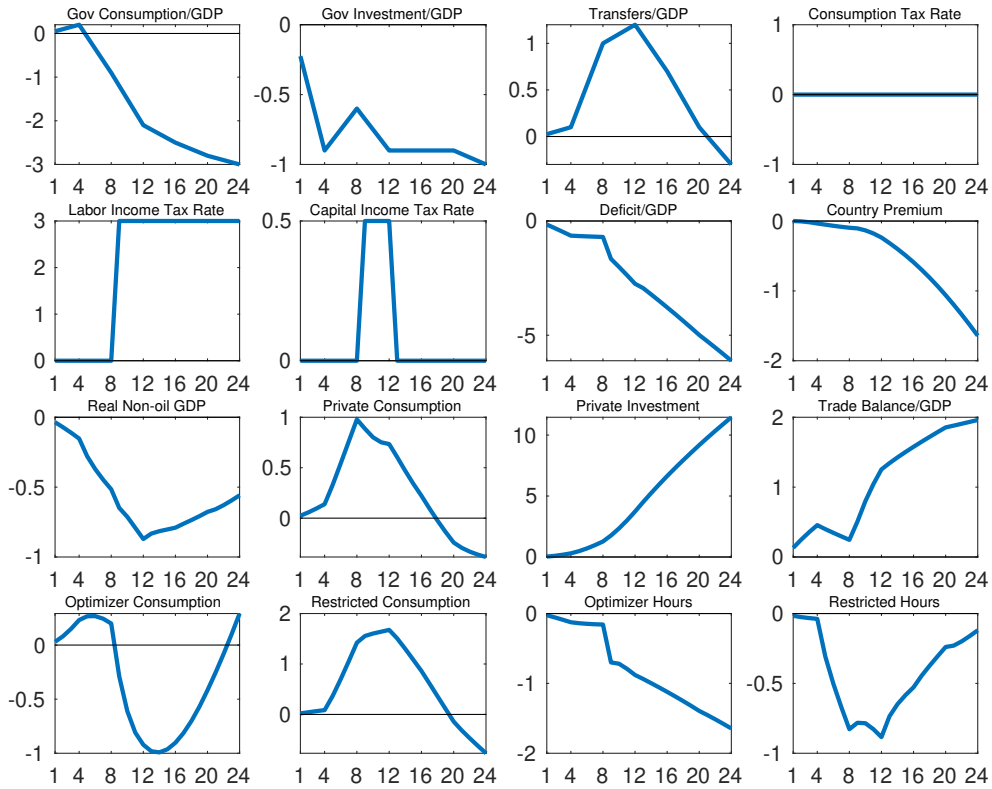 Gov Consumption/GDP Gov Investment/GDP Transfers/GDP Consumption Tax Rate
0 0 1 1
-1 -0.5 0.5 0
-2 0
-3 -1 -1
1 4 8 12 16 20 24 1 4 8 12 16 20 24 1 4 8 12 16 20 24 1 4 8 12 16 20 24
Labor Income Tax Rate Capital Income Tax Rate Deficit/GDP Country Premium
3 0.5 0 0
2 -1
1 -5
0 0 -2
1 4 8 12 16 20 24 1 4 8 12 16 20 24 1 4 8 12 16 20 24 1 4 8 12 16 20 24
Real Non-oil GDP Private Consumption Private Investment Trade Balance/GDP
0 1 10 2
-0.5 0.5 5 1
-1 0 0 0
1 4 8 12 16 20 24 1 4 8 12 16 20 24 1 4 8 12 16 20 24 1 4 8 12 16 20 24
Optimizer Consumption Restricted Consumption Optimizer Hours Restricted Hours
0 2 0 0
-0.5 1 -1 -0.5
-1 0 -2 -1
1 4 8 12 16 20 24 1 4 8 12 16 20 24 1 4 8 12 16 20 24 1 4 8 12 16 20 24